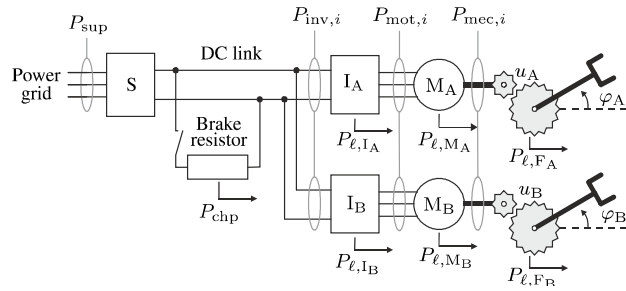 P_sup
P_inv,i
P_mot,i
P_mec,i
Power grid
S
DC link
I_A
M_A
u_A
φ_A
Brake resistor
P_chp
P_ℓ,I_A
P_ℓ,M_A
P_ℓ,F_A
I_B
M_B
u_B
φ_B
P_ℓ,I_B
P_ℓ,M_B
P_ℓ,F_B